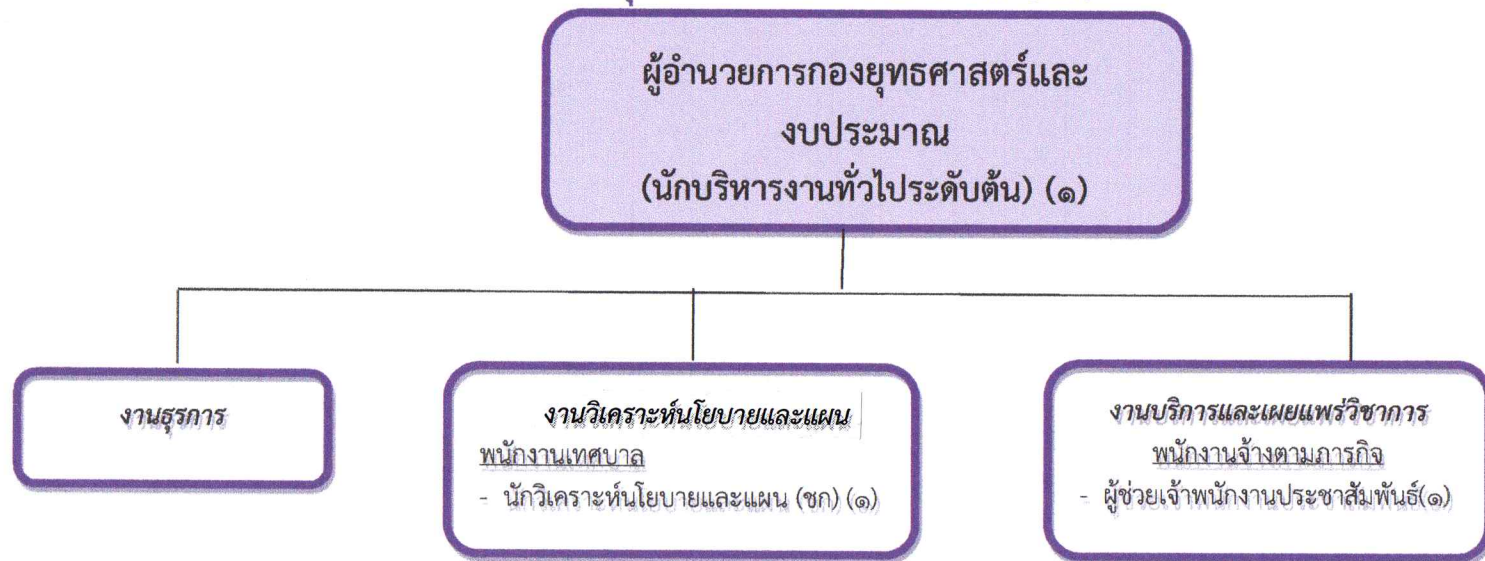 ผู้อำนวยการกองยุทธศาสตร์และ
งบประมาณ
(นักบริหารงานทั่วไประดับต้น) (๑)
งานธุรการ
งานวิเคราะห์นโยบายและแผน
พนักงานเทศบาล
- นักวิเคราะห์นโยบายและแผน (ชก) (๑)
งานบริการและเผยแพร่วิชาการ
พนักงานจ้างตามภารกิจ
- ผู้ช่วยเจ้าพนักงานประชาสัมพันธ์(๑)